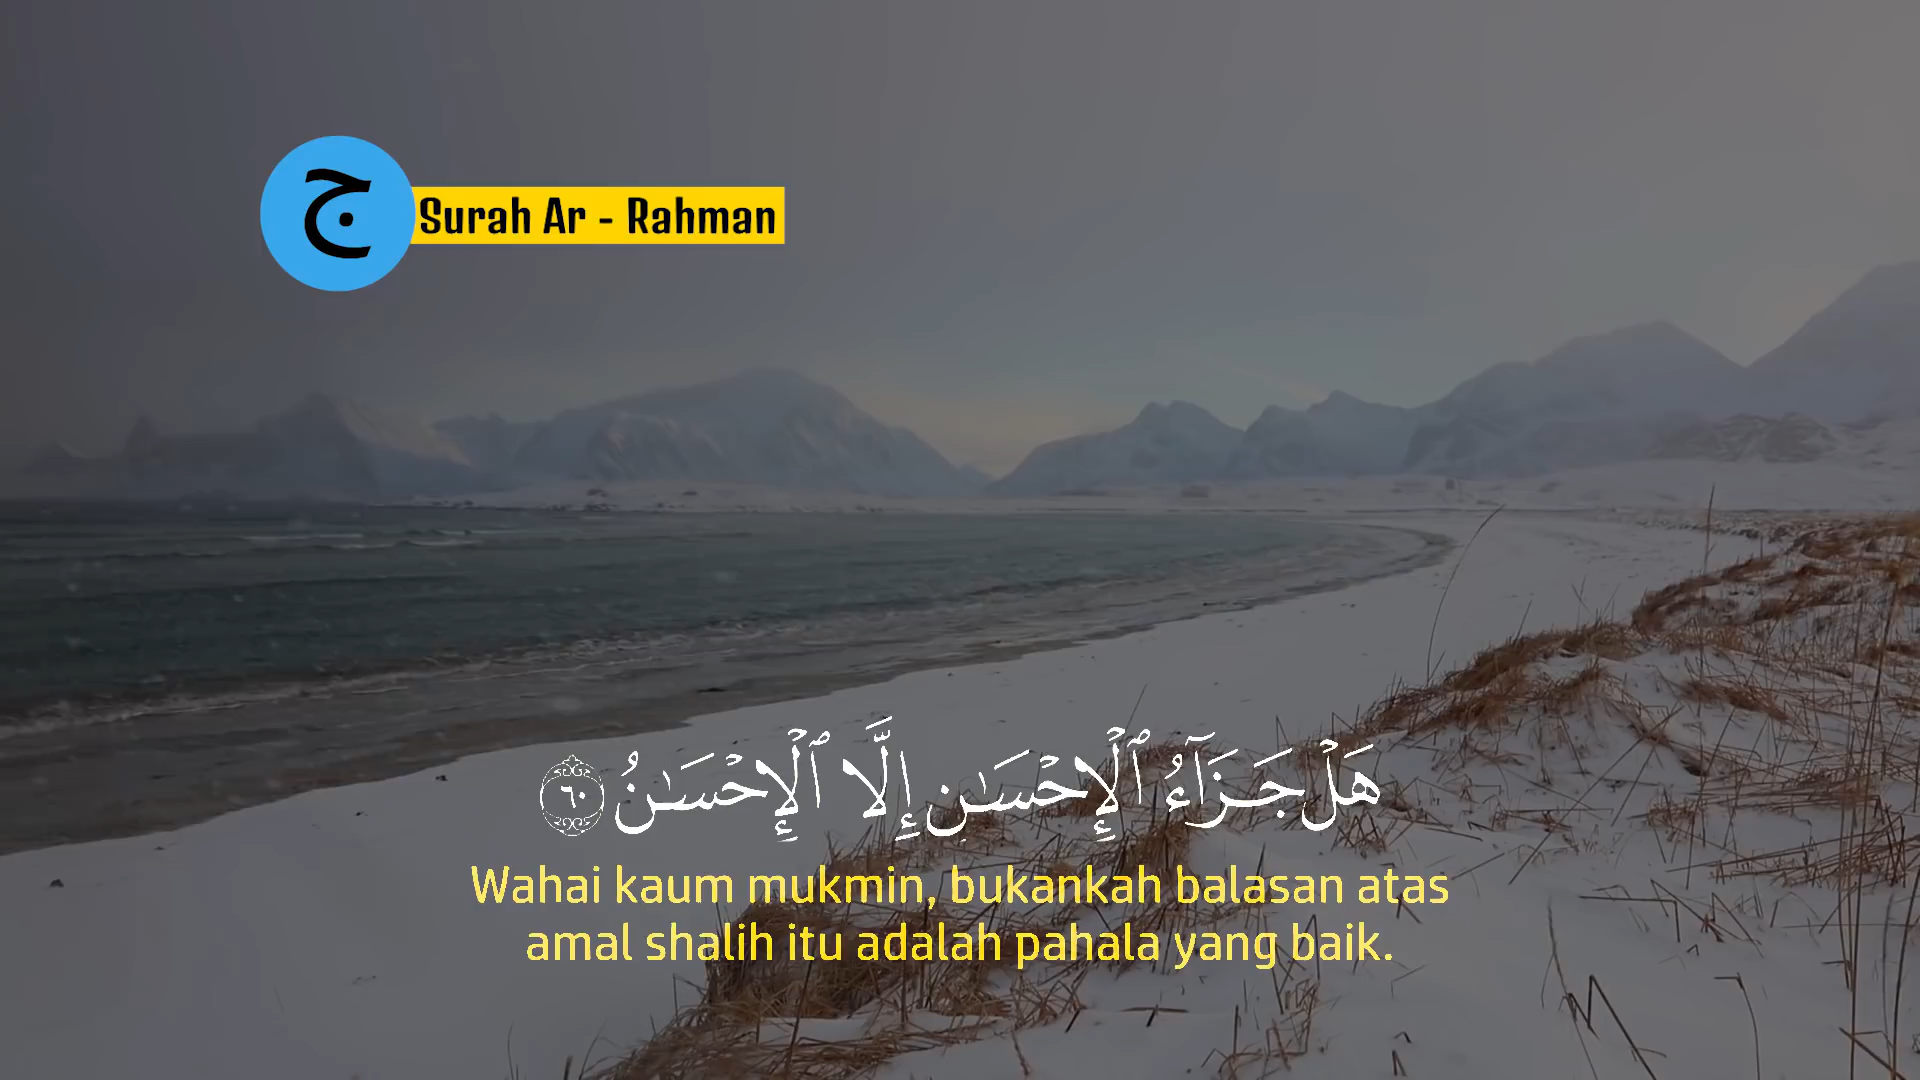 ج
Surah Ar - Rahman
هَلْ جَزَآءُ ٱلْإِحْسَـٰنِ إِلَّا ٱلْإِحْسَـٰنُ ٦٠
Wahai kaum mukmin, bukankah balasan atas
amal shalih itu adalah pahala yang baik.